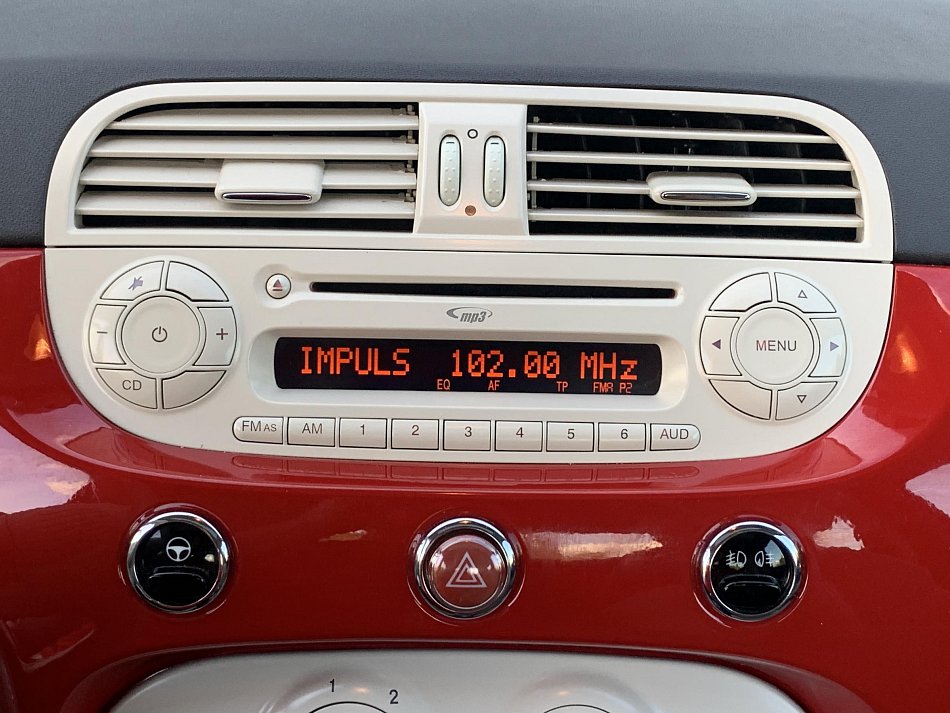 mp3
MENU
IMPULS 102.00 MHz
EQ AF TP FMA P2
CD
FM AS AM 1 2 3 4 5 6 AUD
1 2